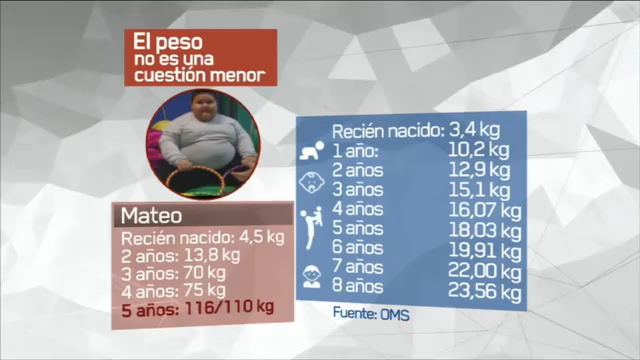 El peso
no es una
cuestión menor
Mateo
Recién nacido: 4,5 kg
2 años: 13,8 kg
3 años: 70 kg
4 años: 75 kg
5 años: 116/110 kg
Recién nacido: 3,4 kg
1 año: 10,2 kg
2 años 12,9 kg
3 años 15,1 kg
4 años 16,07 kg
5 años 18,03 kg
6 años 19,91 kg
7 años 22,00 kg
8 años 23,56 kg
Fuente: OMS